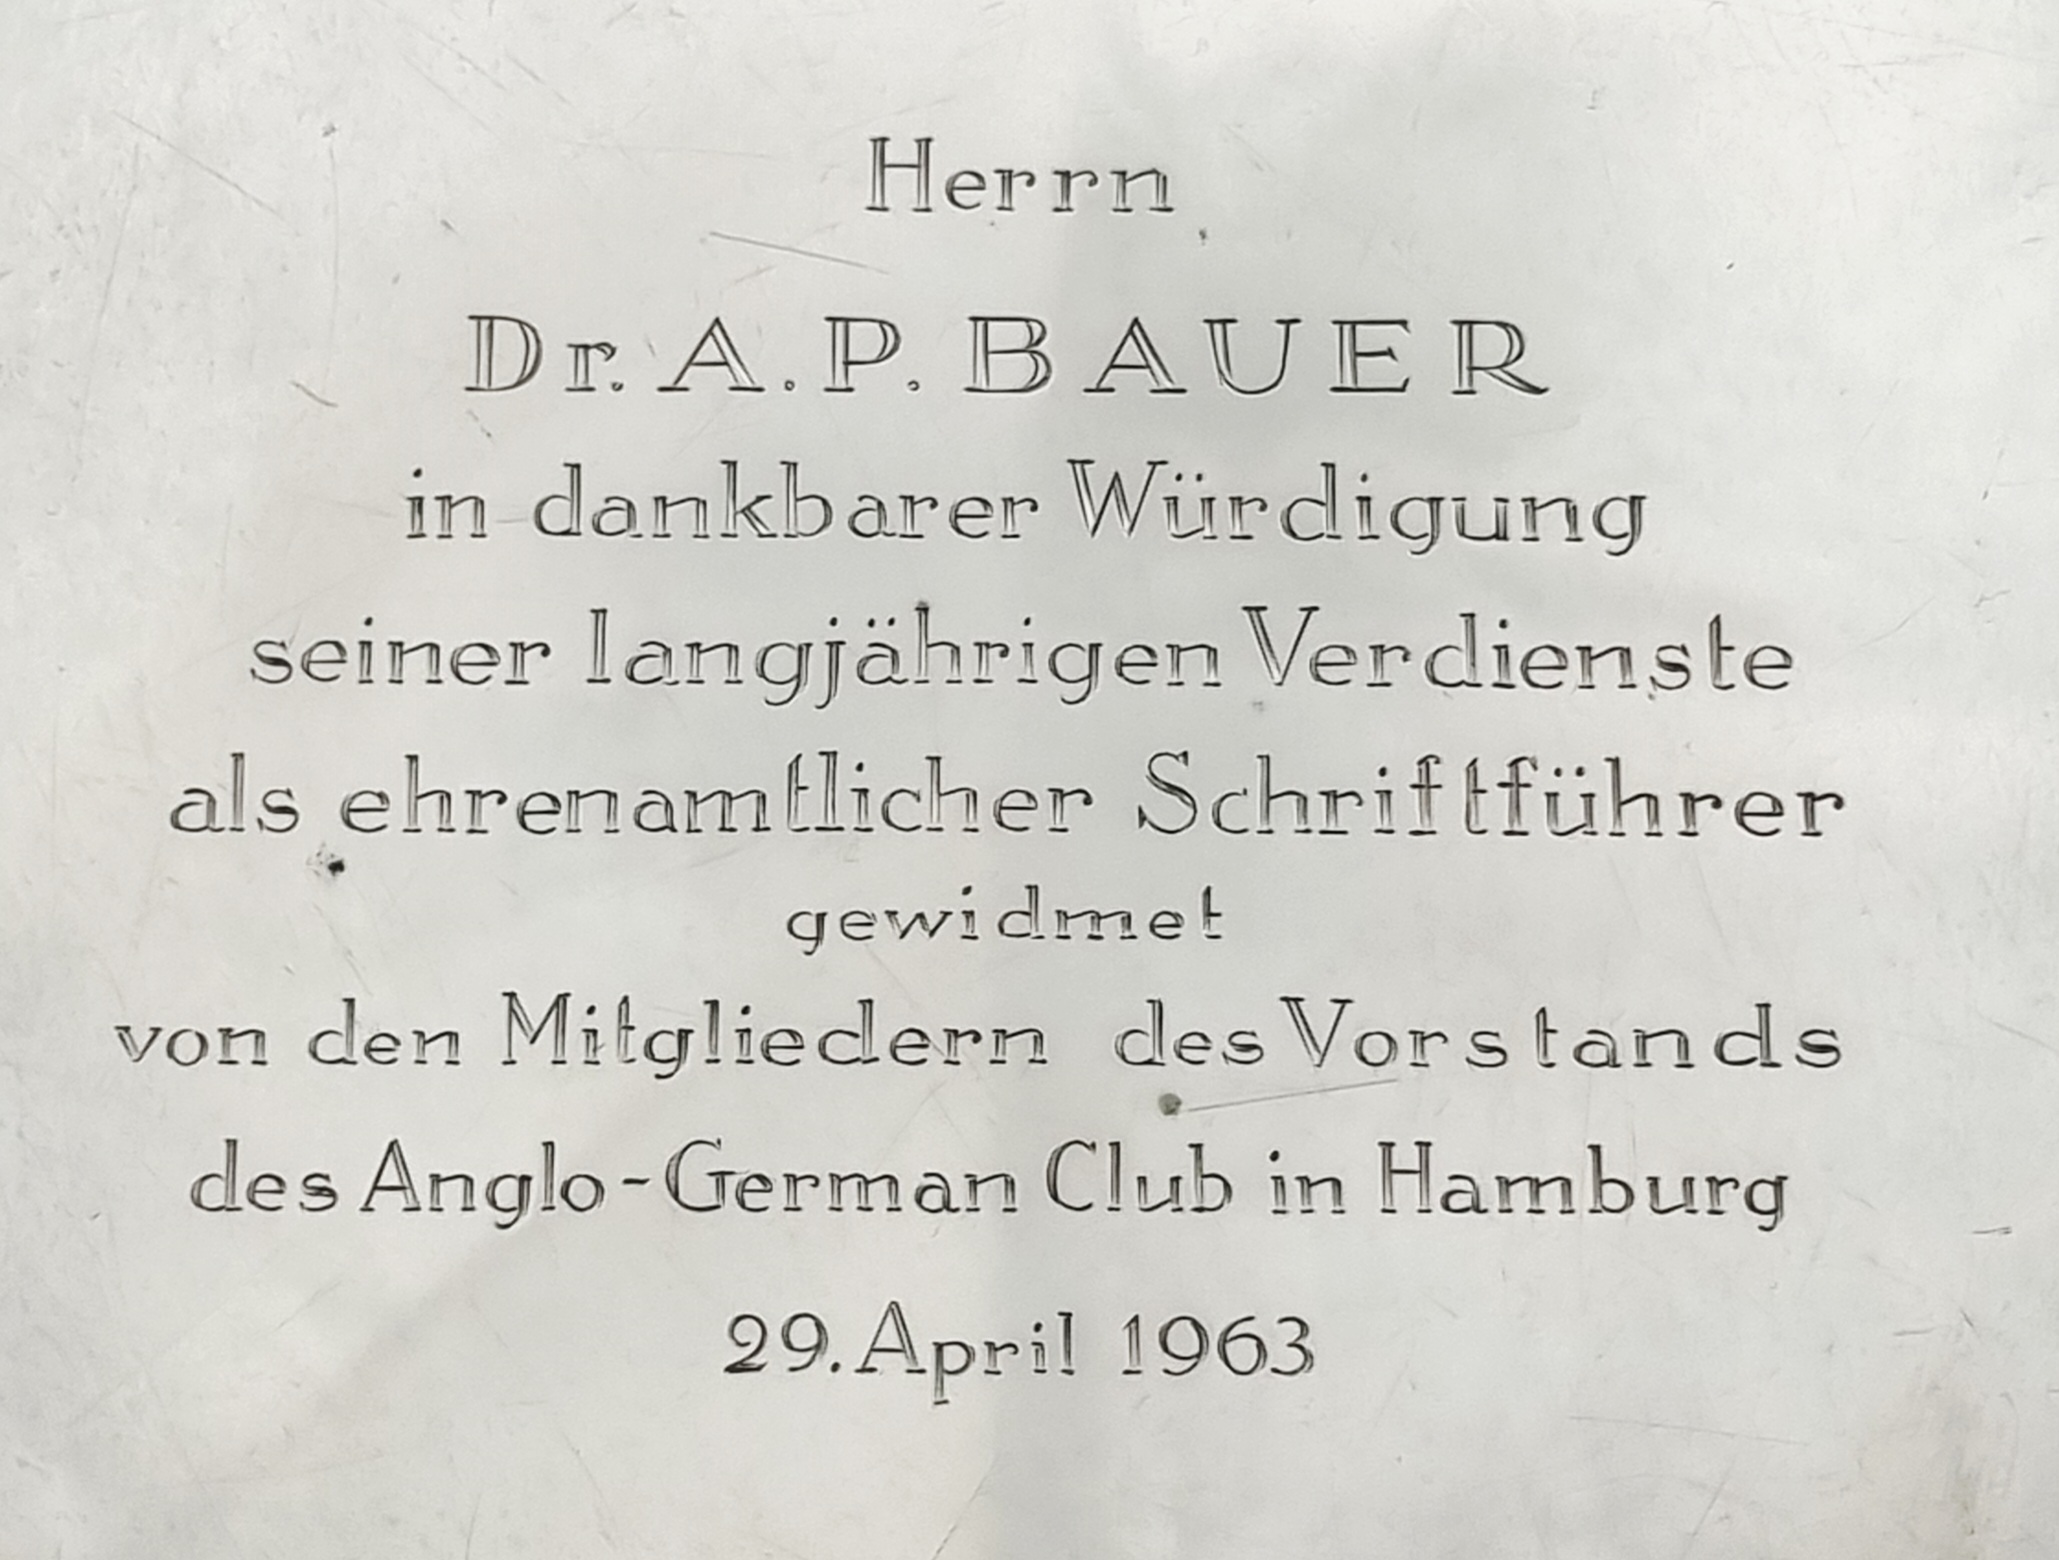 Herrn
Dr. A. P. BAUER
in dankbarer Würdigung
seiner langjährigen Verdienste
als ehrenamtlicher Schriftführer
gewidmet
von den Mitgliedern des Vorstands
des Anglo-German Club in Hamburg
29. April 1963